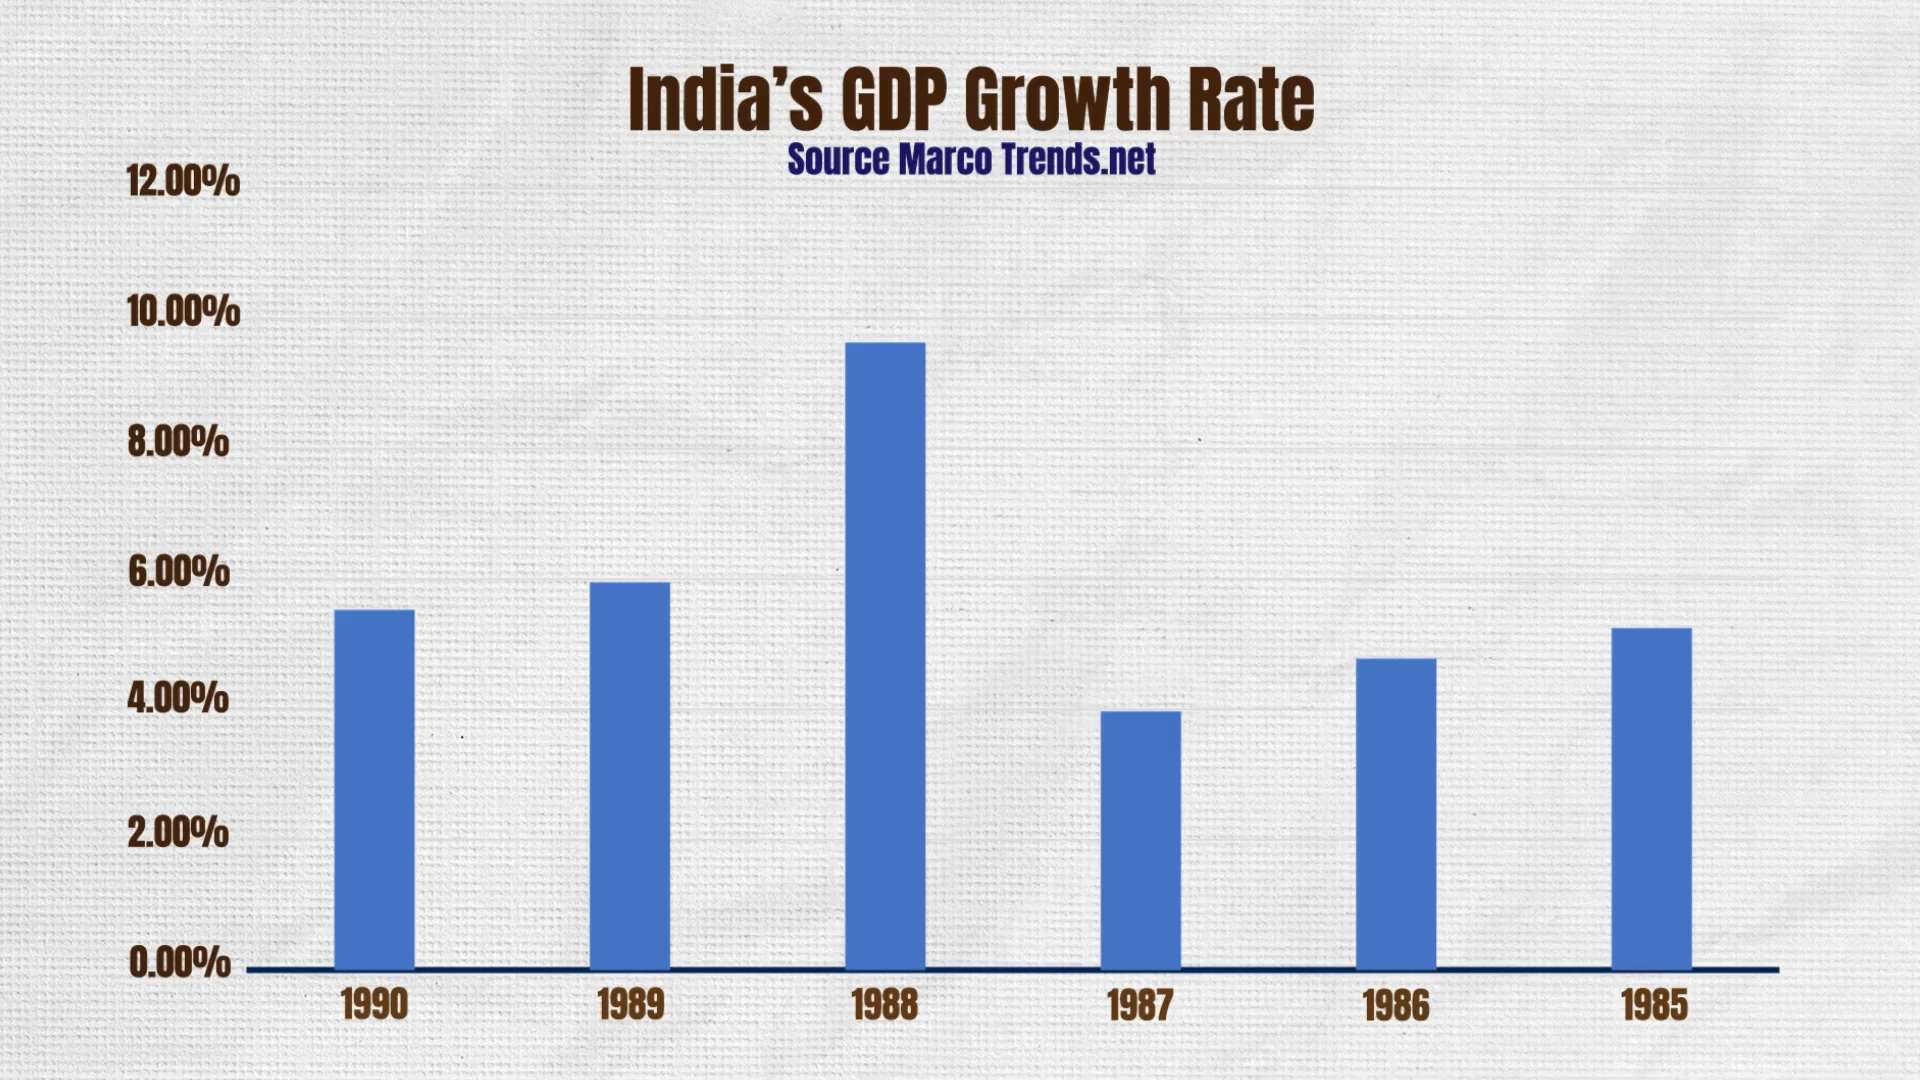 India’s GDP Growth Rate
Source Marco Trends.net
12.00%
10.00%
8.00%
6.00%
4.00%
2.00%
0.00%
1990 1989 1988 1987 1986 1985